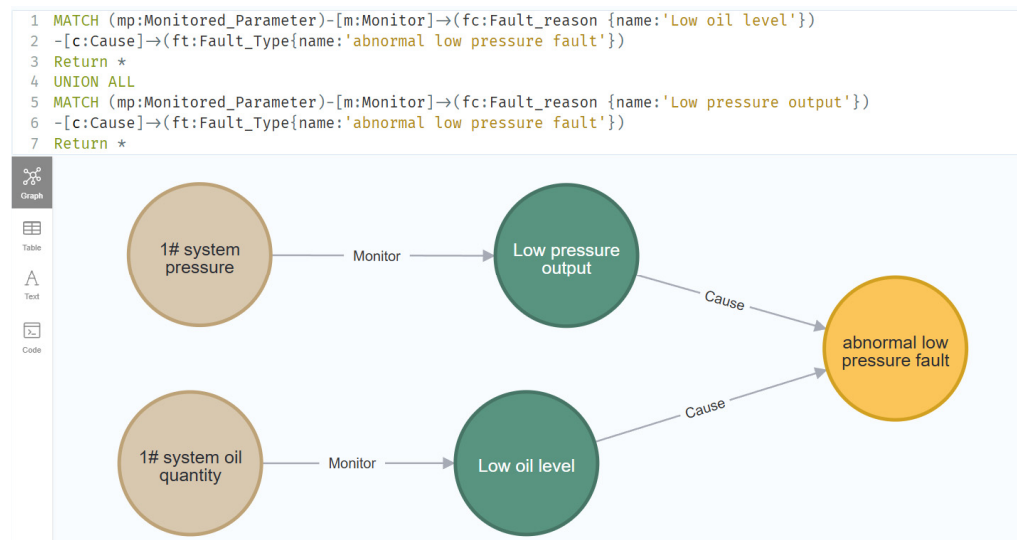 1 MATCH (mp:Monitored_Parameter)-[m:Monitor]→(fc:Fault_reason {name:'Low oil level'})
2 -[c:Cause]→(ft:Fault_Type{name:'abnormal low pressure fault'})
3 Return *
4 UNION ALL
5 MATCH (mp:Monitored_Parameter)-[m:Monitor]→(fc:Fault_reason {name:'Low pressure output'})
6 -[c:Cause]→(ft:Fault_Type{name:'abnormal low pressure fault'})
7 Return *
Graph
Table
A
Text
Code
1# system
pressure
Monitor
Low pressure
output
Cause
abnormal low
pressure fault
1# system oil
quantity
Monitor
Low oil level
Cause